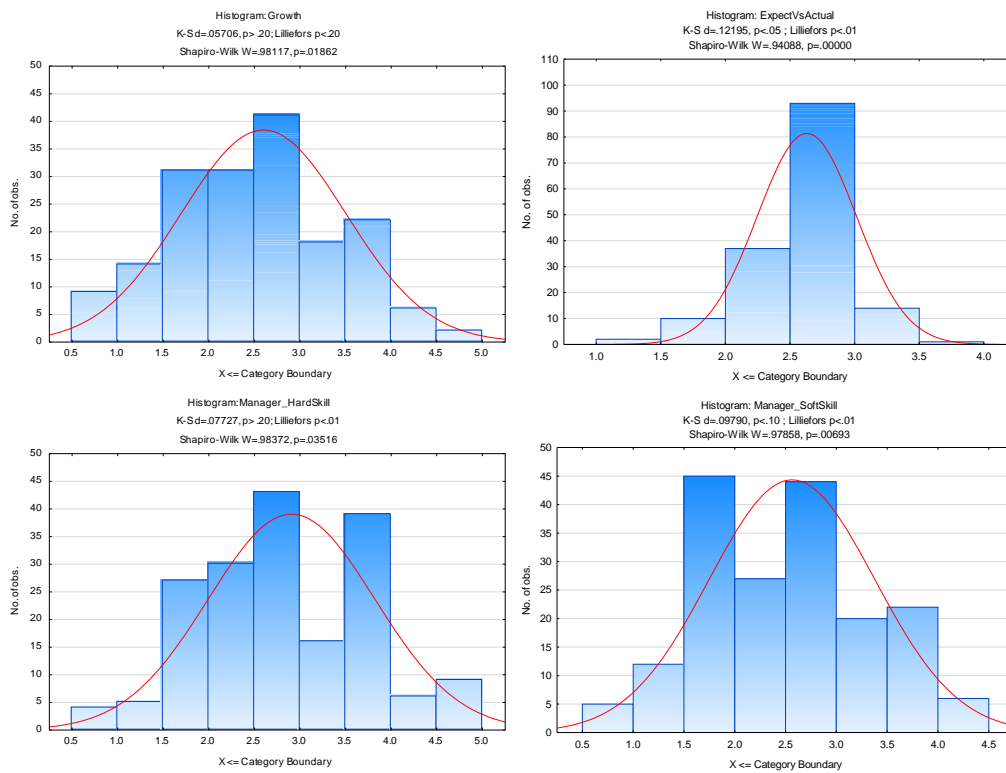 Histogram:Growth
K-S d=.05706, p> .20; Lilliefors p<.20
Shapiro-Wilk W=.98117, p=.01862
50
45
40
35
30
25
20
15
10
5
0
No. of obs.
0.5 1.0 1.5 2.0 2.5 3.0 3.5 4.0 4.5 5.0
X <= Category Boundary
Histogram: ExpectVsActual
K-S d=.12195, p<.05 ; Lilliefors p<.01
Shapiro-Wilk W=.94088, p=.00000
110
100
90
80
70
60
50
40
30
20
10
0
No. of obs.
1.0 1.5 2.0 2.5 3.0 3.5 4.0
X <= Category Boundary
Histogram:Manager_HardSkill
K-S d=.07727, p> .20; Lilliefors p<.01
Shapiro-Wilk W=.98372, p=.03516
50
45
40
35
30
25
20
15
10
5
0
No. of obs.
0.5 1.0 1.5 2.0 2.5 3.0 3.5 4.0 4.5 5.0
X <= Category Boundary
Histogram: Manager_SoftSkill
K-S d=.09790, p<.10 ; Lilliefors p<.01
Shapiro-Wilk W=.97858, p=.00693
50
45
40
35
30
25
20
15
10
5
0
No. of obs.
0.5 1.0 1.5 2.0 2.5 3.0 3.5 4.0 4.5
X <= Category Boundary